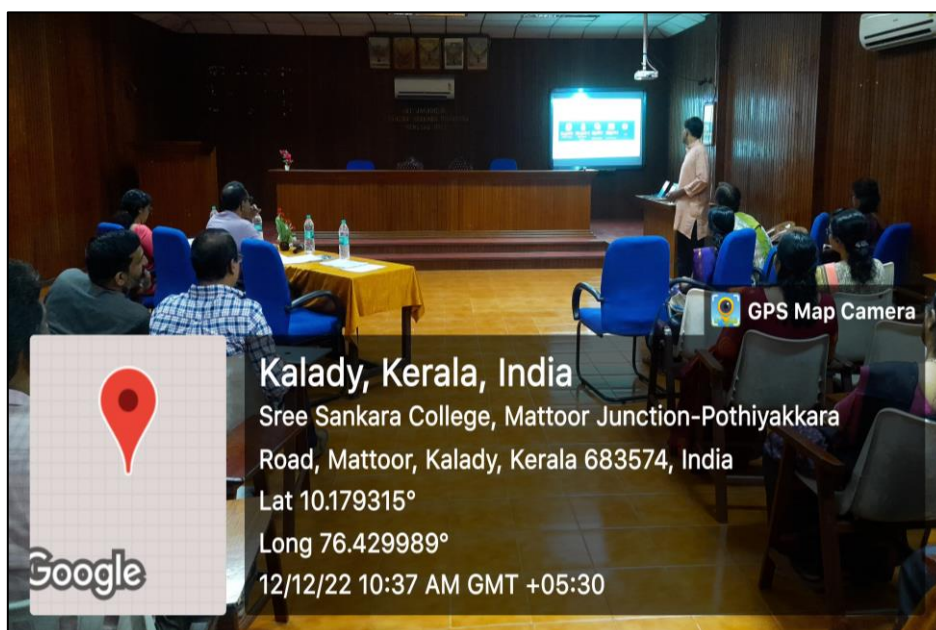 GPS Map Camera
Kalady, Kerala, India
Sree Sankara College, Mattoor Junction-Pothiyakkara
Road, Mattoor, Kalady, Kerala 683574, India
Lat 10.179315°
Long 76.429989°
12/12/22 10:37 AM GMT +05:30
Google